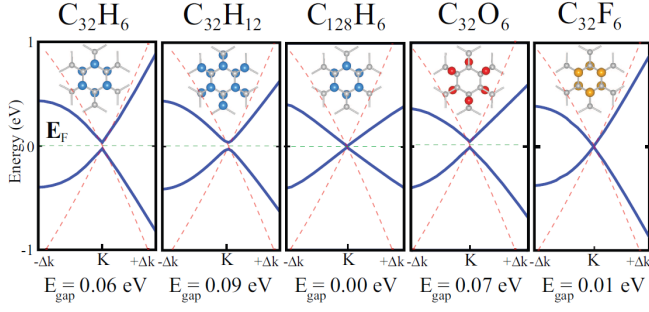 C32H6 C32H12 C128H6 C32O6 C32F6
1
Energy (eV)
EF
0
-1
-Δk K +Δk -Δk K +Δk -Δk K +Δk -Δk K +Δk -Δk K +Δk
Egap = 0.06 eV Egap = 0.09 eV Egap = 0.00 eV Egap = 0.07 eV Egap = 0.01 eV